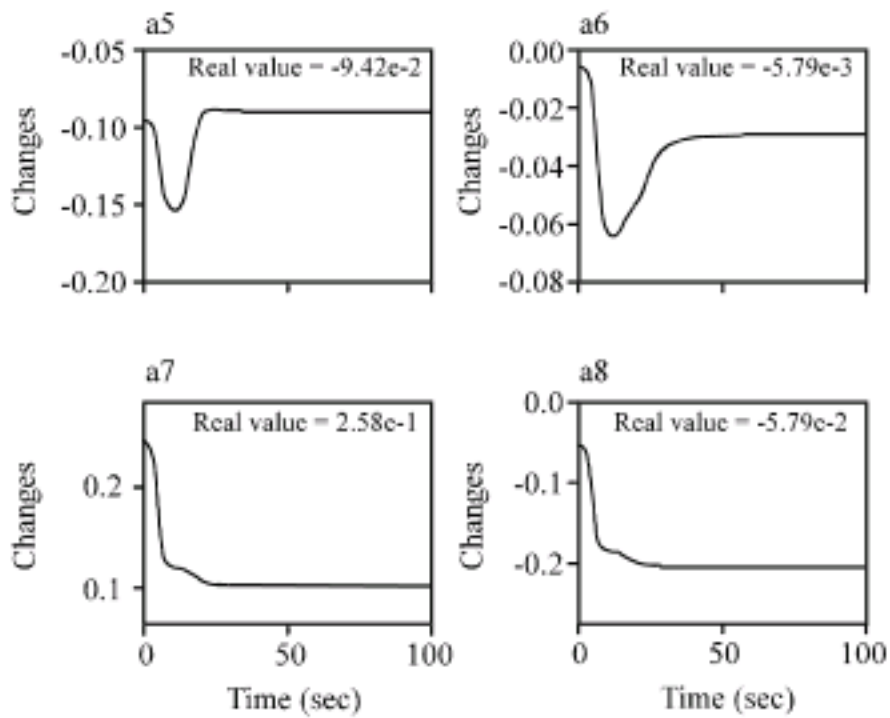 a5
-0.05
Real value = -9.42e-2
-0.10
-0.15
-0.20
Changes
a6
0.00
Real value = -5.79e-3
-0.02
-0.04
-0.06
-0.08
Changes
a7
Real value = 2.58e-1
0.2
0.1
Changes
0 50 100
Time (sec)
a8
0.0
Real value = -5.79e-2
-0.1
-0.2
Changes
0 50 100
Time (sec)